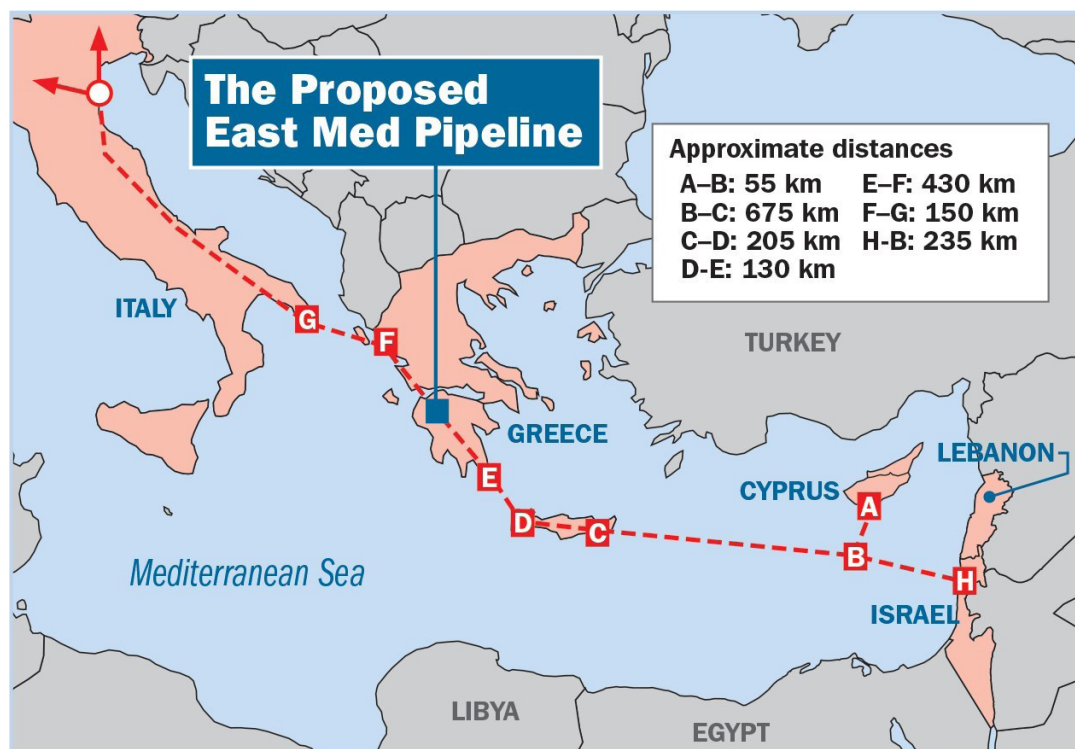 The Proposed
East Med Pipeline
Approximate distances
A–B: 55 km E–F: 430 km
B–C: 675 km F–G: 150 km
C–D: 205 km H-B: 235 km
D-E: 130 km
ITALY
G
F
TURKEY
GREECE
LEBANON
E
CYPRUS
A
D
C
B
Mediterranean Sea
H
ISRAEL
LIBYA
EGYPT